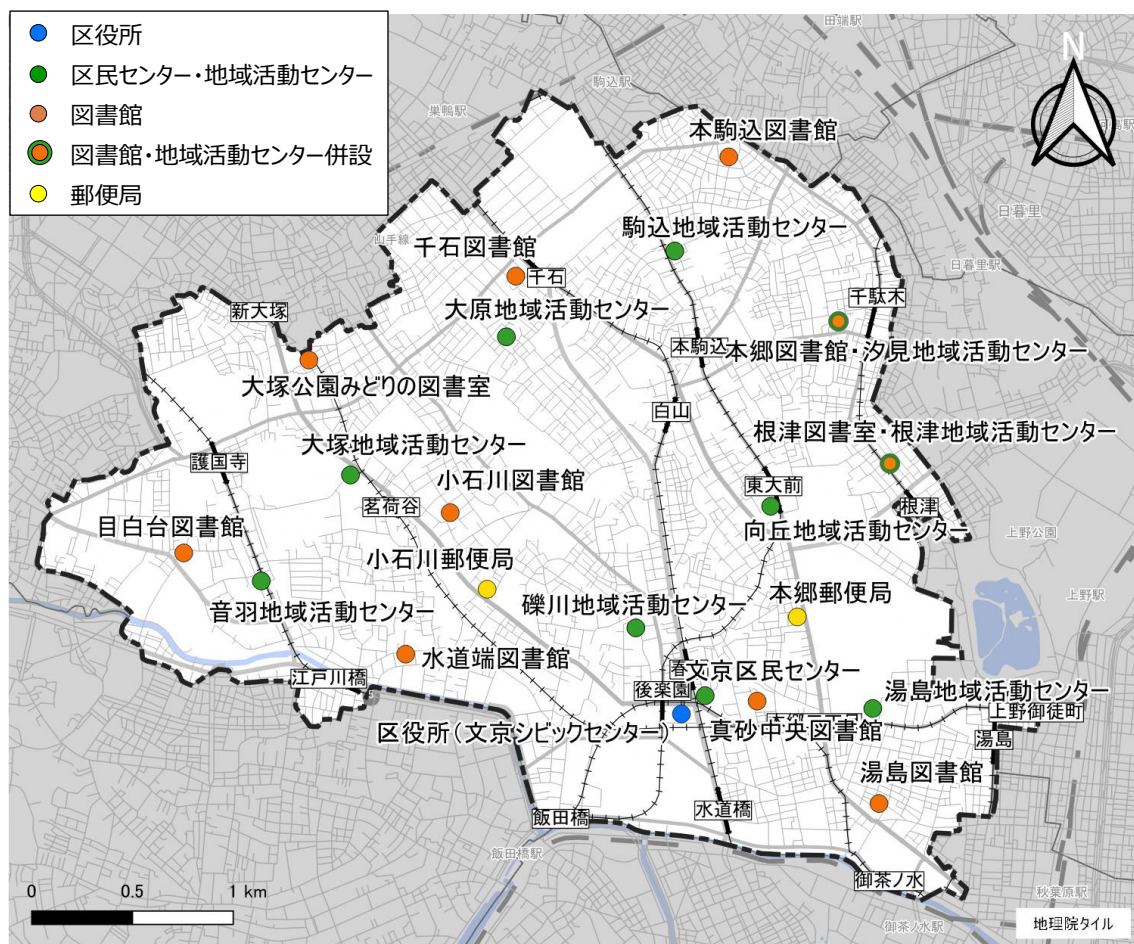 区役所
区民センター・地域活動センター
図書館
図書館・地域活動センター併設
郵便局
N
田端駅
駒込駅
巣鴨駅
本駒込図書館
日暮里
駒込地域活動センター
山手線
千石図書館
日暮里駅
千石
千駄木
大原地域活動センター
新大塚
本駒込
本郷図書館・汐見地域活動センター
大塚公園みどりの図書室
白山
根津図書室・根津地域活動センター
大塚地域活動センター
護国寺
小石川図書館
東大前
茗荷谷
根津
目白台図書館
向丘地域活動センター
上野公園
小石川郵便局
本郷郵便局
上野駅
音羽地域活動センター
礫川地域活動センター
水道端図書館
文京区民センター
江戸川橋
後楽園
春
湯島地域活動センター
上野御徒町
区役所(文京シビックセンター)
真砂中央図書館
湯島
湯島図書館
水道橋
飯田橋
飯田橋駅
御茶ノ水
秋葉原駅
0 0.5 1 km
御茶ノ水駅
地理院タイル